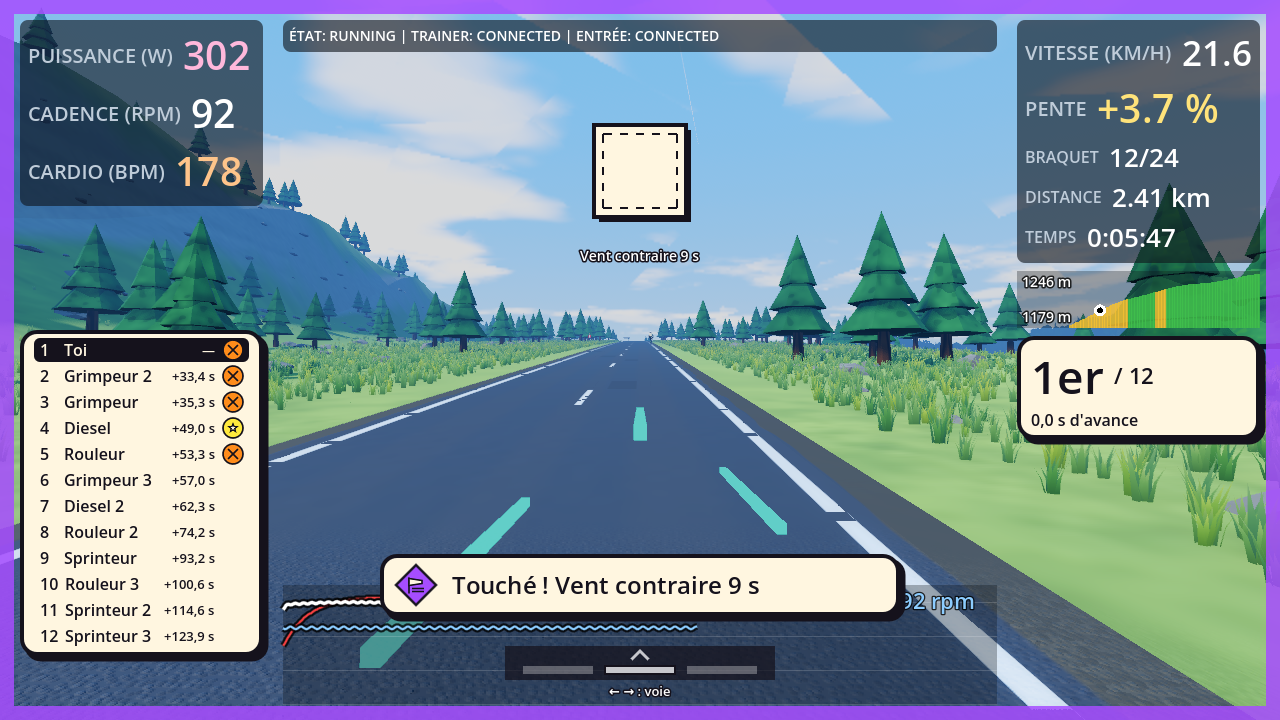 PUISSANCE (W) 302
CADENCE (RPM) 92
CARDIO (BPM) 178
ÉTAT: RUNNING | TRAINER: CONNECTED | ENTRÉE: CONNECTED
VITESSE (KM/H) 21.6
PENTE +3.7 %
BRAQUET 12/24
DISTANCE 2.41 km
TEMPS 0:05:47
1246 m
1179 m
1er / 12
0,0 s d'avance
Vent contraire 9 s
1 Toi —
2 Grimpeur 2 +33,4 s
3 Grimpeur +35,3 s
4 Diesel +49,0 s
5 Rouleur +53,3 s
6 Grimpeur 3 +57,0 s
7 Diesel 2 +62,3 s
8 Rouleur 2 +74,2 s
9 Sprinteur +93,2 s
10 Rouleur 3 +100,6 s
11 Sprinteur 2 +114,6 s
12 Sprinteur 3 +123,9 s
Touché ! Vent contraire 9 s
92 rpm
← → : voie